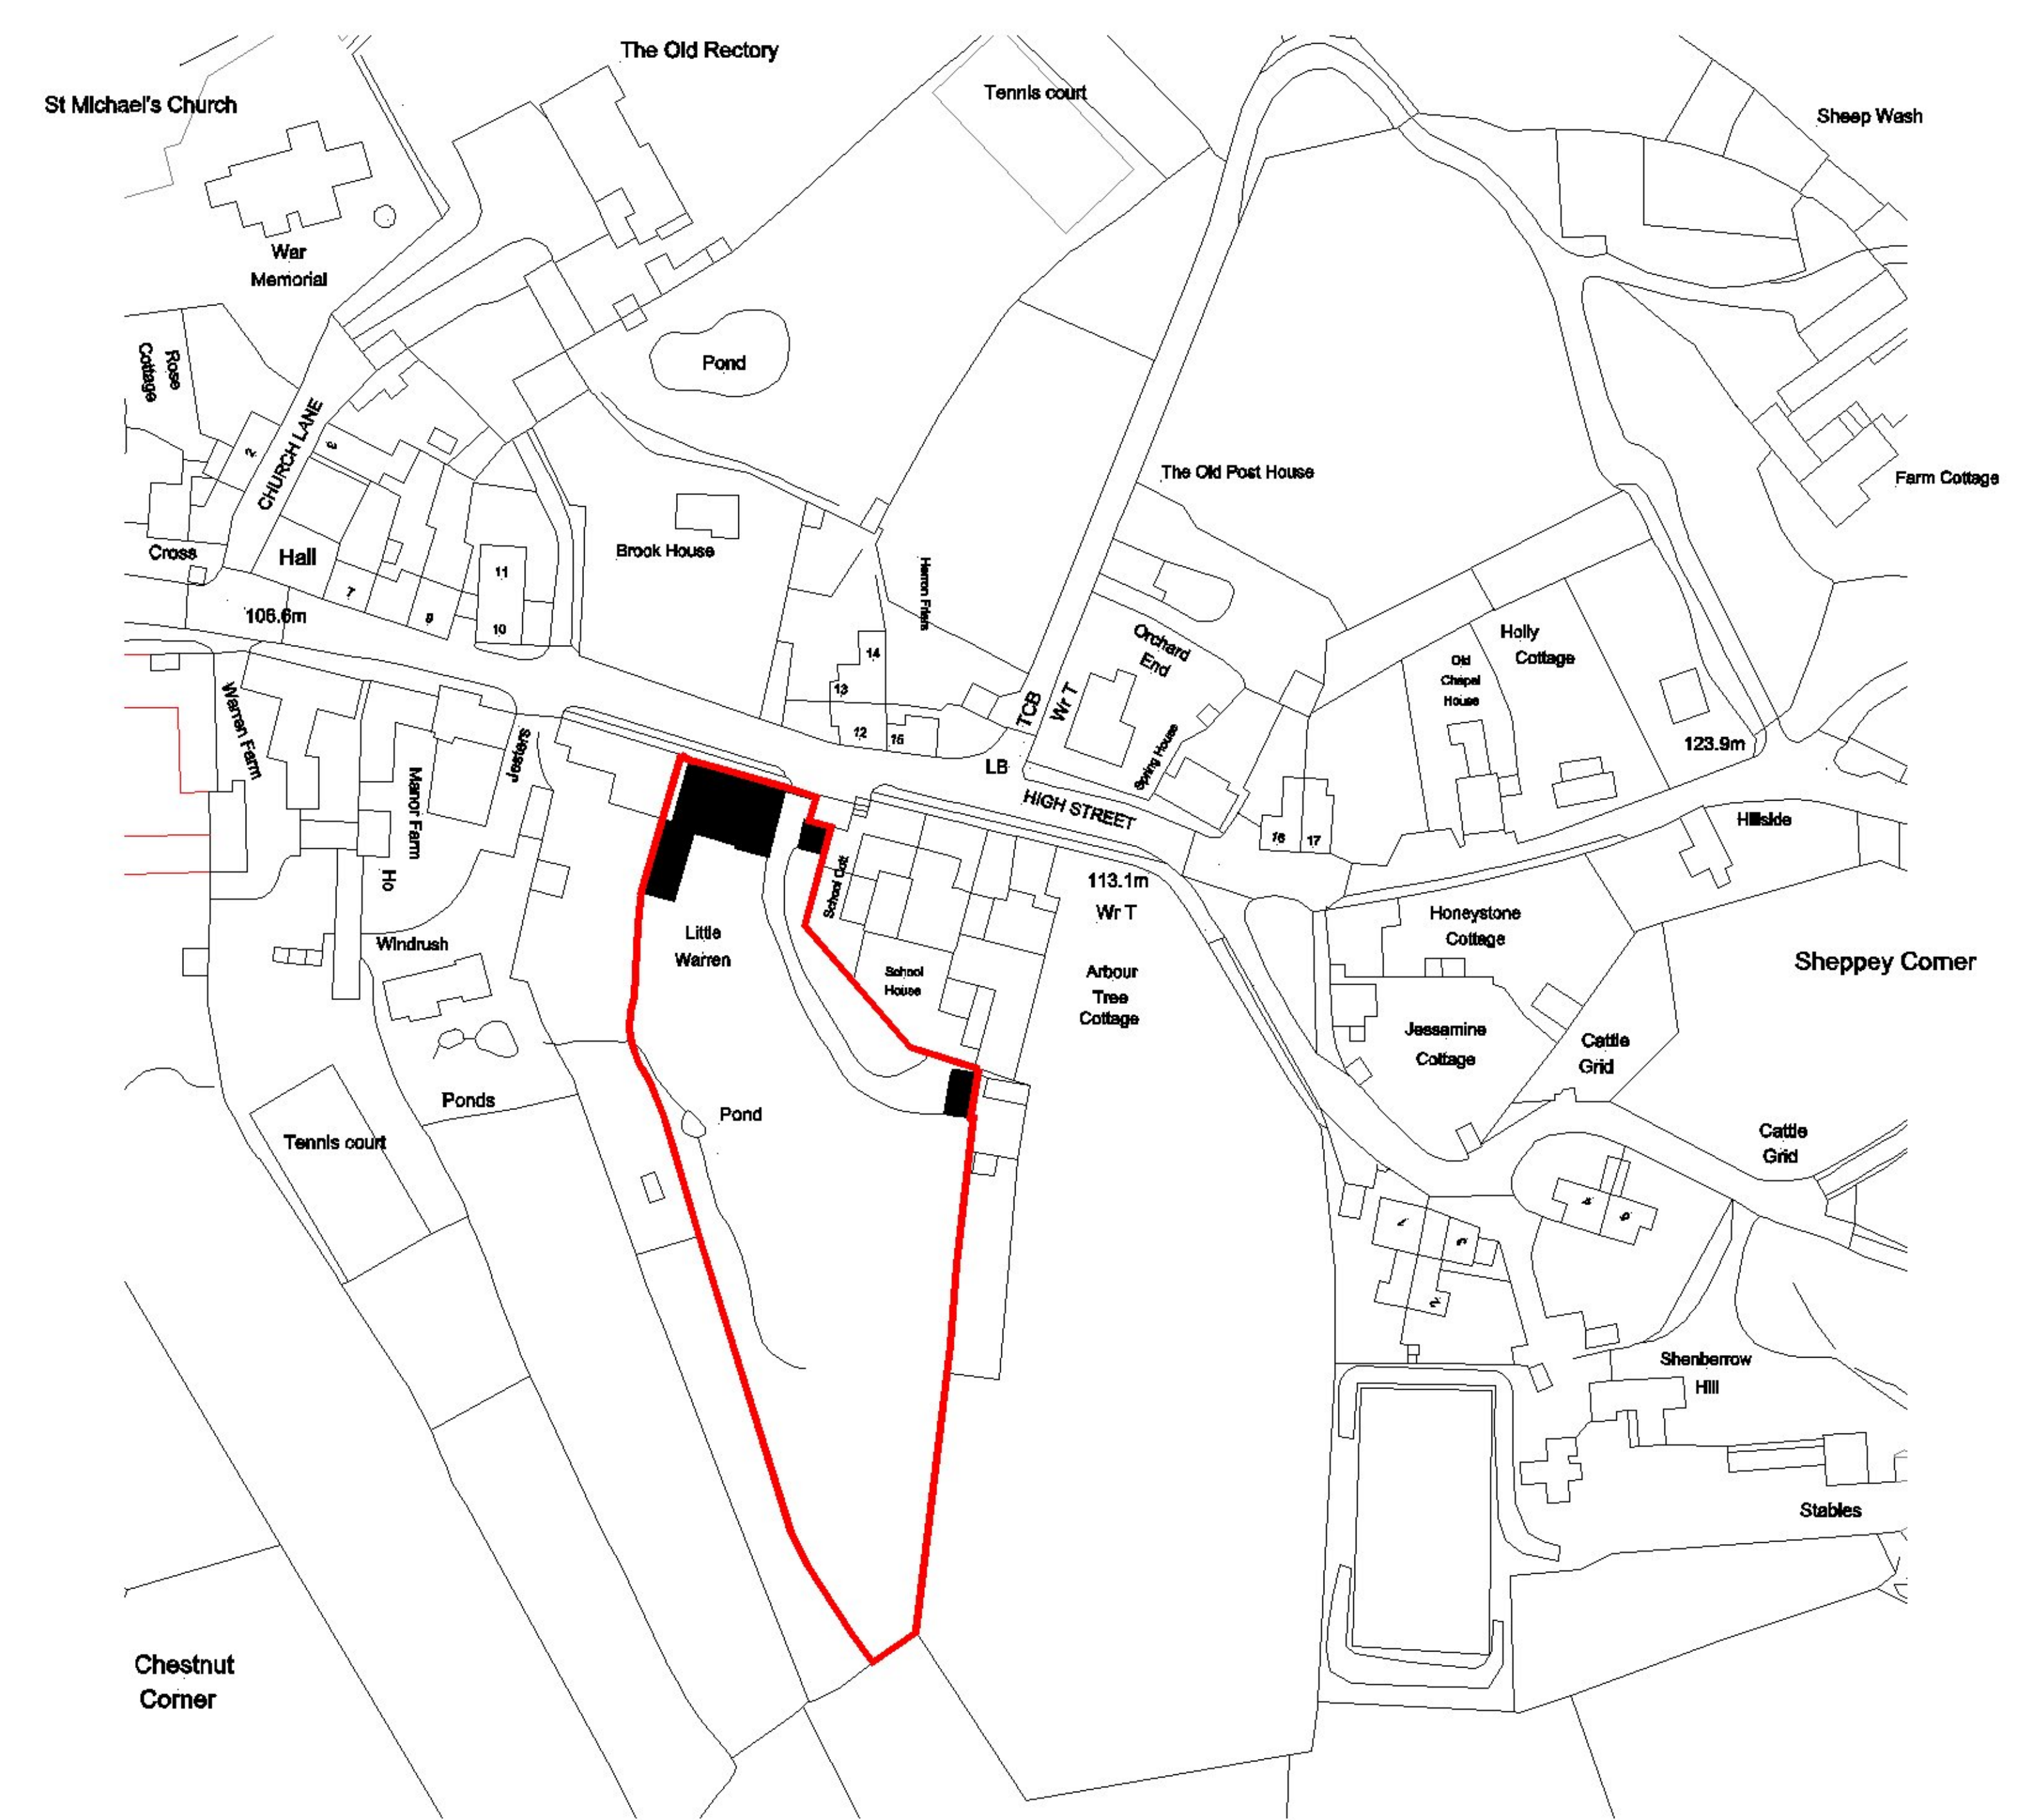 The Old Rectory
Tennis court
St Michael's Church
Sheep Wash
War
Memorial
Rose
Cottage
Pond
2
CHURCH LANE
The Old Post House
Farm Cottage
Cross
Hall
Brook House
11
7
10
106.6m
Herron Friars
14
13
12
15
Orchard
End
Holly
Cottage
Old
Chapel
House
TCB
Wr T
Spring House
123.9m
Warren Farm
Manor Farm
Ho
Jesters
LB
HIGH STREET
16
17
Hillside
School Cott
113.1m
Wr T
Honeystone
Cottage
Windrush
Little
Warren
School
House
Arbour
Tree
Cottage
Sheppey Corner
Jessamine
Cottage
Cattle
Grid
Ponds
Pond
Tennis court
Cattle
Grid
2
Shenberrow
Hill
Stables
Chestnut
Corner